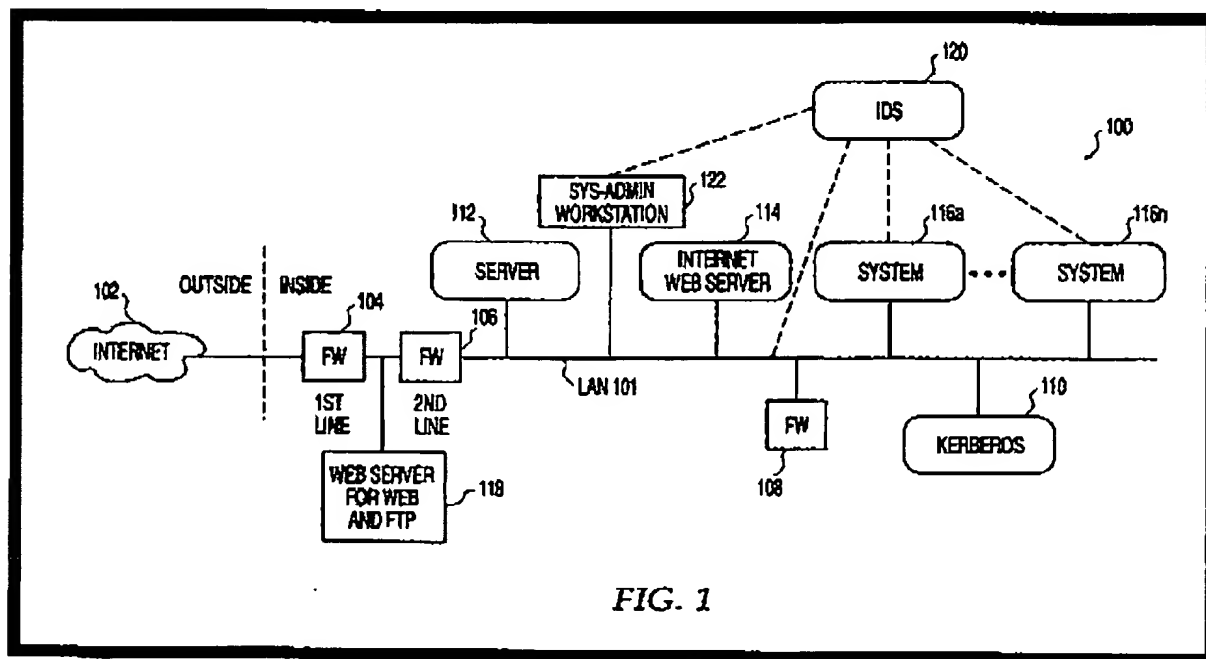 120
IDS
100
SYS-ADMIN
WORKSTATION
122
112
SERVER
114
INTERNET
WEB SERVER
116a
SYSTEM
116n
SYSTEM
OUTSIDE
INSIDE
102
INTERNET
104
FW
1ST
LINE
106
FW
2ND
LINE
LAN 101
FW
108
110
KERBEROS
WEB SERVER
FOR WEB
AND FTP
118
FIG. 1